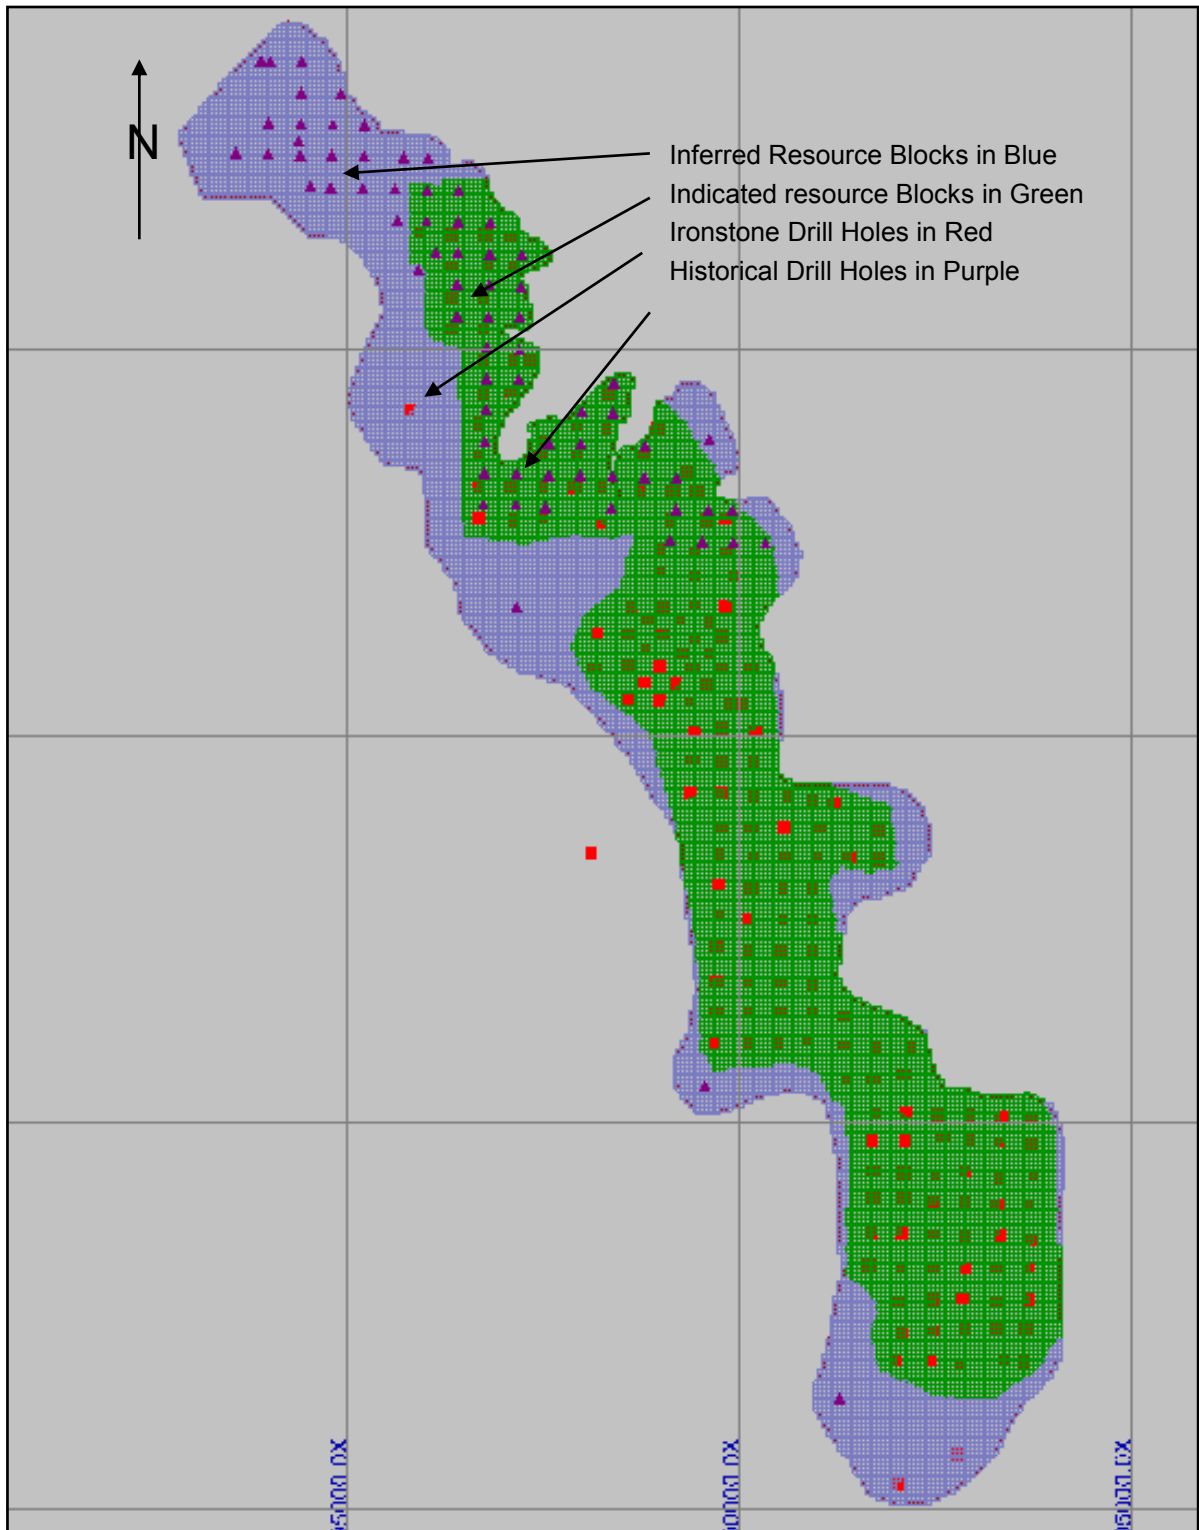 N
Inferred Resource Blocks in Blue
Indicated resource Blocks in Green
Ironstone Drill Holes in Red
Historical Drill Holes in Purple